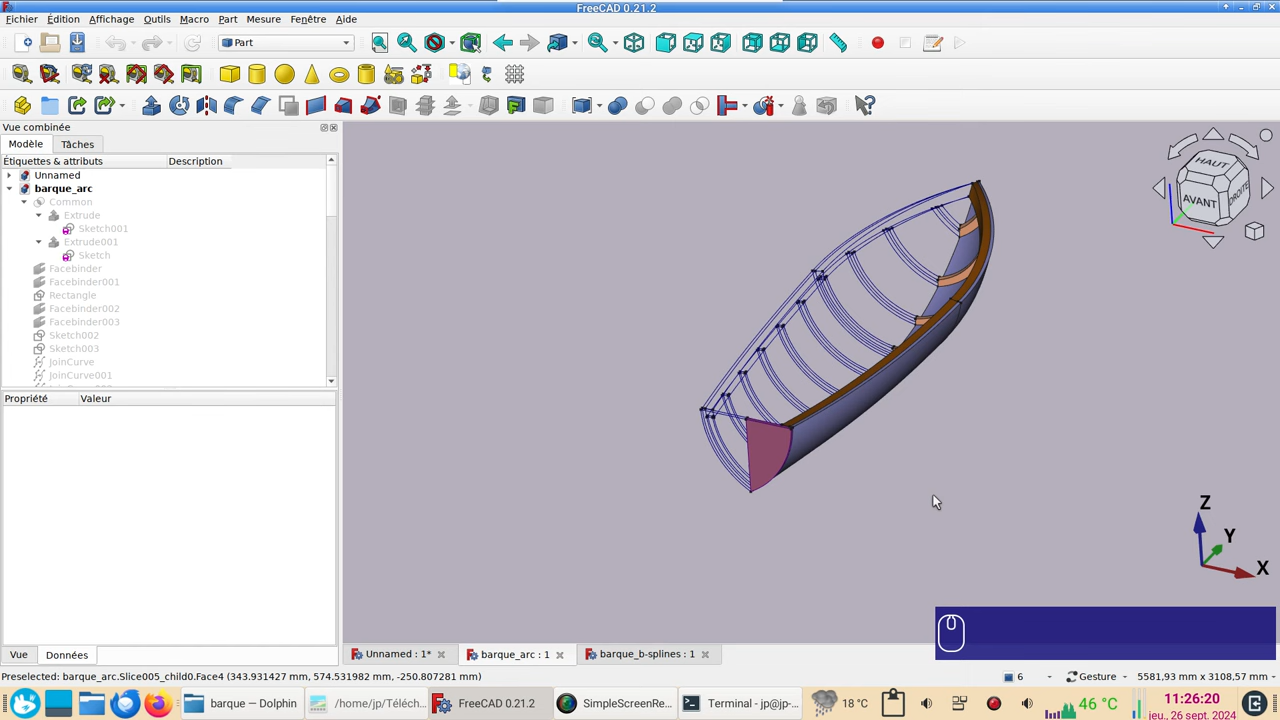 FreeCAD 0.21.2
Fichier Édition Affichage Outils Macro Part Mesure Fenêtre Aide
Part
Vue combinée
Modèle Tâches
Étiquettes & attributs Description
Unnamed
barque_arc
Common
Extrude
Sketch001
Extrude001
Sketch
Facebinder
Facebinder001
Rectangle
Facebinder002
Facebinder003
Sketch002
Sketch003
JoinCurve
JoinCurve001
Propriété Valeur
HAUT
AVANT
DROITE
Z
Y
X
Vue Données
Unnamed : 1* barque_arc : 1 barque_b-splines : 1
Preselected: barque_arc.Slice005_child0.Face4 (343.931427 mm, 574.531982 mm, -250.807281 mm) 6 Gesture 5581,93 mm x 3108,57 mm
barque — Dolphin /home/jp/Téléch... FreeCAD 0.21.2 SimpleScreenRe... Terminal - jp@jp-... 18 °C 46 °C 11:26:20
jeu., 26 sept. 2024